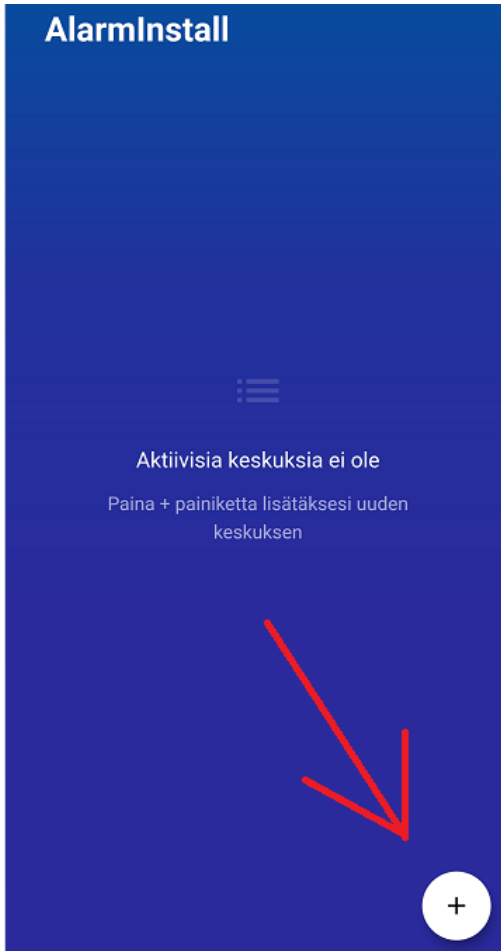 AlarmInstall
Aktiivisia keskuksia ei ole
Paina + painiketta lisätäksesi uuden
keskuksen
+